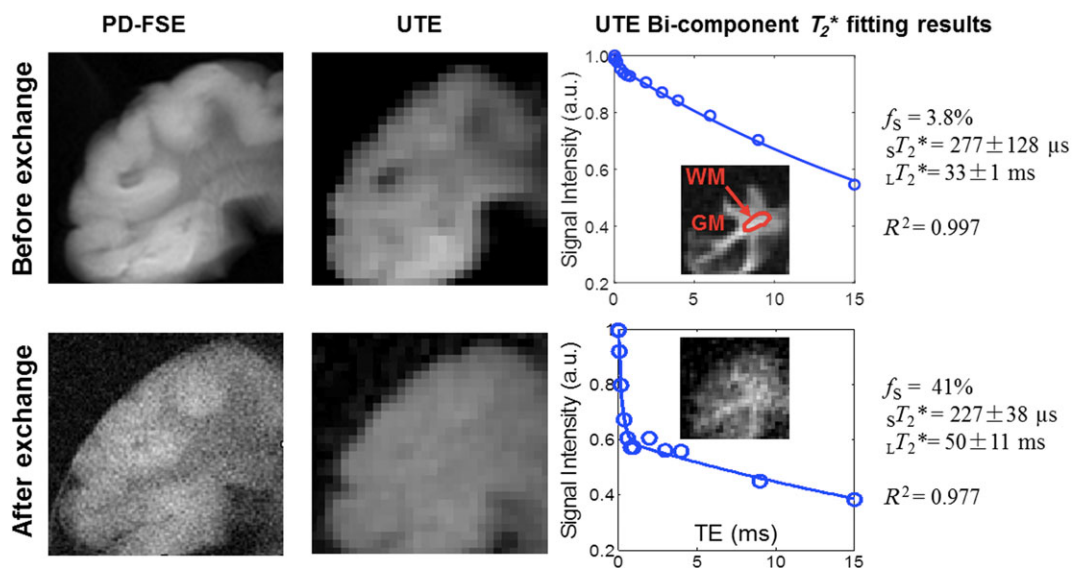 PD-FSE
UTE
UTE Bi-component T₂* fitting results
Before exchange
Signal Intensity (a.u.)
1.0
0.8
0.6
0.4
0.2
0
5
10
15
WM
GM
fS = 3.8%
ST₂* = 277±128 µs
LT₂* = 33±1 ms
R² = 0.997
After exchange
Signal Intensity (a.u.)
1
0.8
0.6
0.4
0.2
0
5
10
15
TE (ms)
fS = 41%
ST₂* = 227±38 µs
LT₂* = 50±11 ms
R² = 0.977